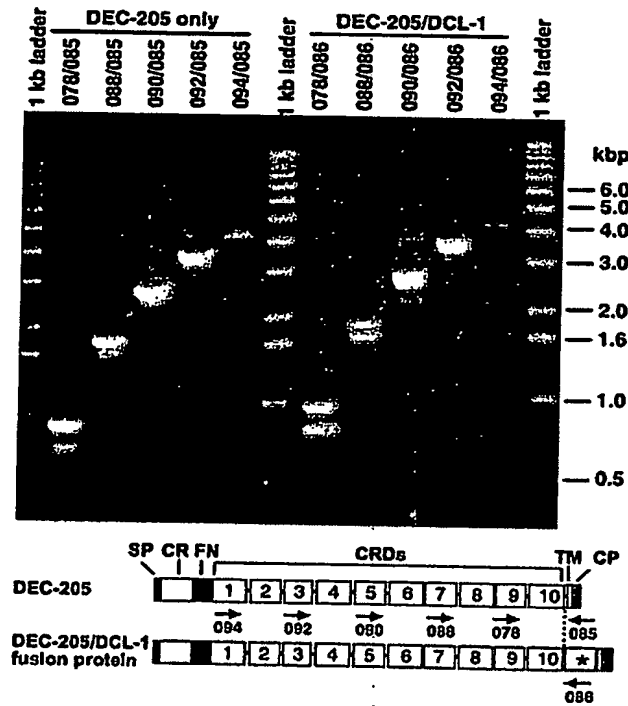 DEC-205 only
DEC-205/DCL-1
1 kb ladder
078/085
088/085
090/085
092/085
094/085
1 kb ladder
078/086
088/086
090/086
092/086
094/086
1 kb ladder
kbp
6.0
5.0
4.0
3.0
2.0
1.6
1.0
0.5
SP CR FN CRDs TM CP
DEC-205 1 2 3 4 5 6 7 8 9 10
094 092 090 088 078 085
DEC-205/DCL-1
fusion protein 1 2 3 4 5 6 7 8 9 10 *
086